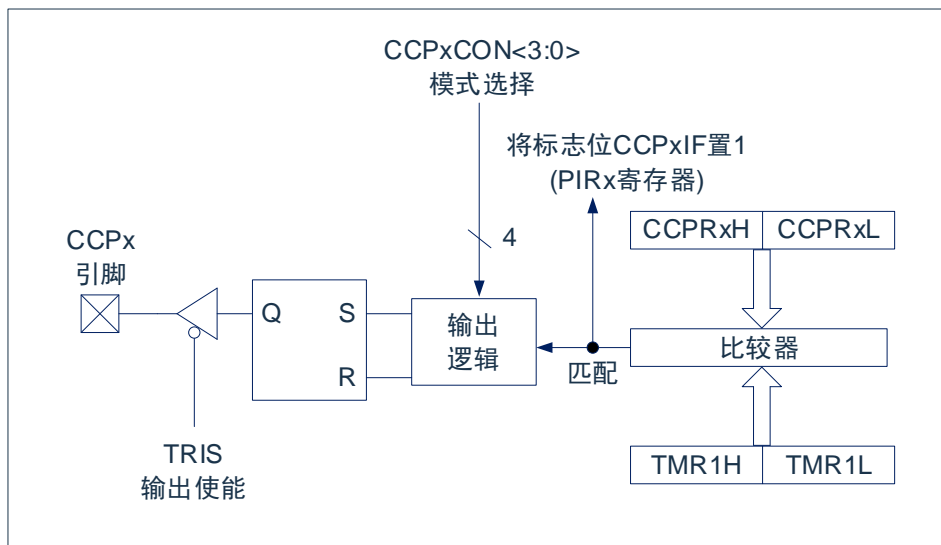 CCPxCON<3:0>
模式选择
将标志位CCPxIF置1
(PIRx寄存器)
CCPRxH CCPRxL
4
CCPx
引脚
Q S
R
输出
逻辑
匹配
比较器
TRIS
输出使能
TMR1H TMR1L